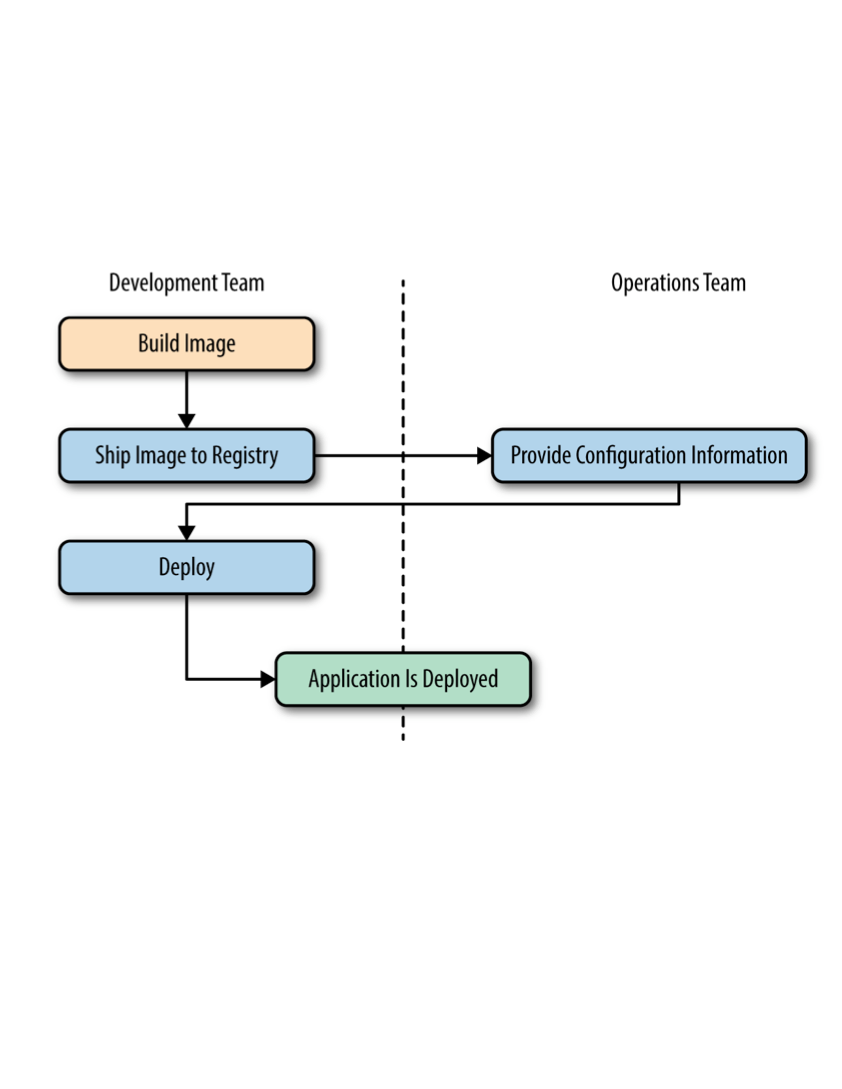 Development Team
Operations Team
Build Image
Ship Image to Registry
Provide Configuration Information
Deploy
Application Is Deployed